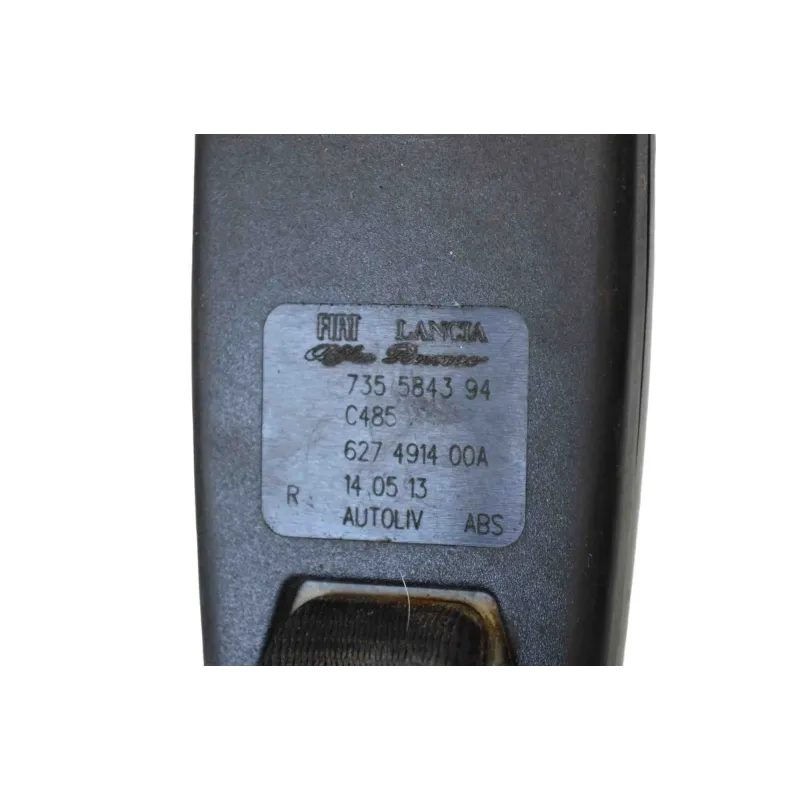 FIAT LANCIA
Alfa Romeo
735 5843 94
C485
627 4914 00A
R 14 05 13
AUTOLIV ABS